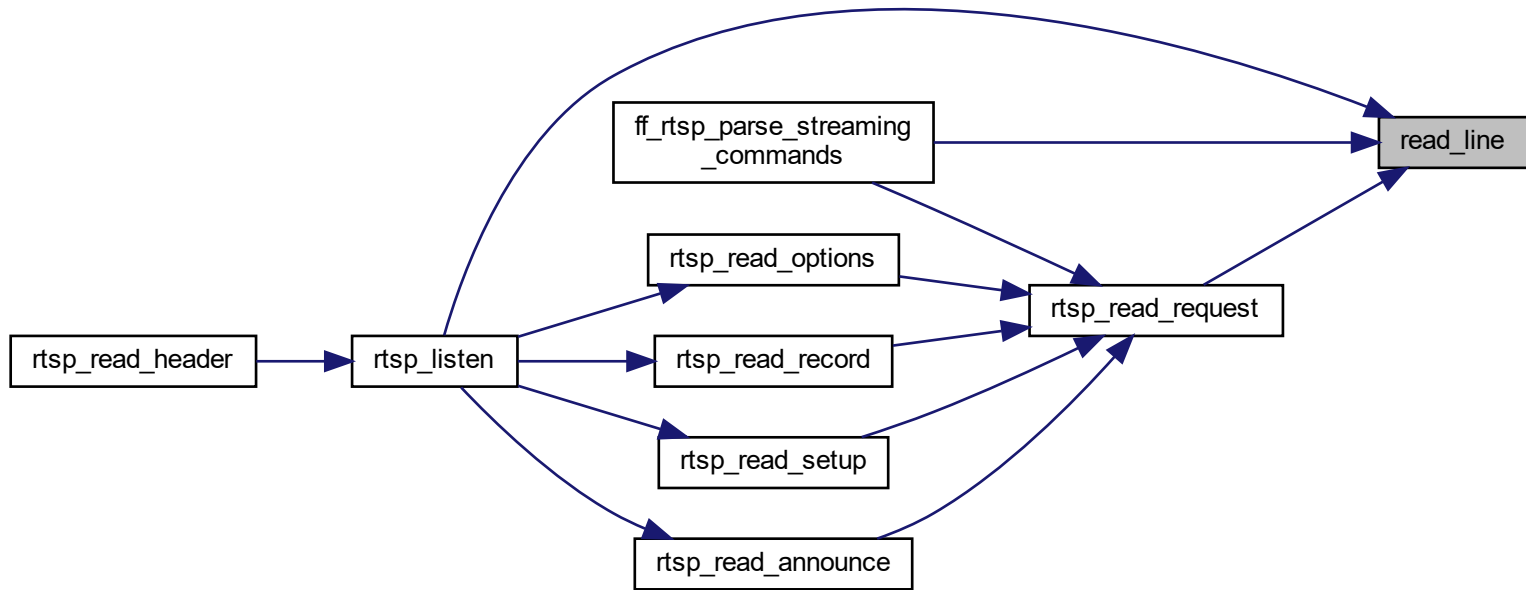 ff_rtsp_parse_streaming
_commands
read_line
rtsp_read_options
rtsp_read_request
rtsp_read_header
rtsp_listen
rtsp_read_record
rtsp_read_setup
rtsp_read_announce